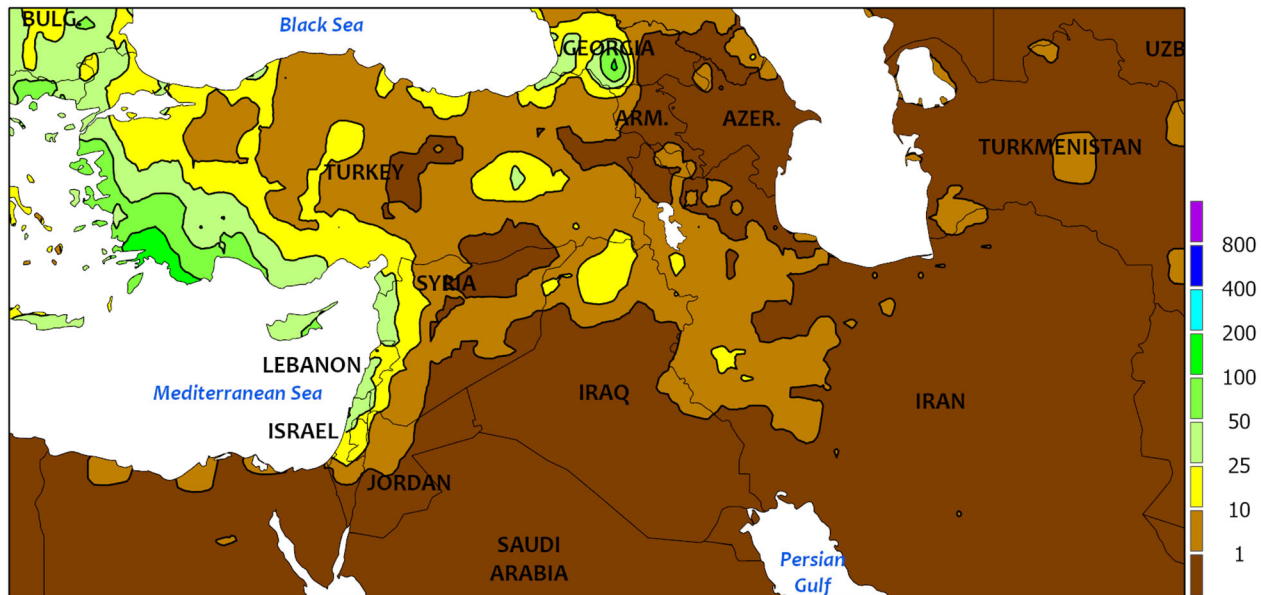 BULG.
Black Sea
GEORGIA
UZB
ARM.
AZER.
TURKMENISTAN
TURKEY
SYRIA
LEBANON
Mediterranean Sea
IRAQ
IRAN
ISRAEL
JORDAN
SAUDI
ARABIA
Persian
Gulf
800
400
200
100
50
25
10
1